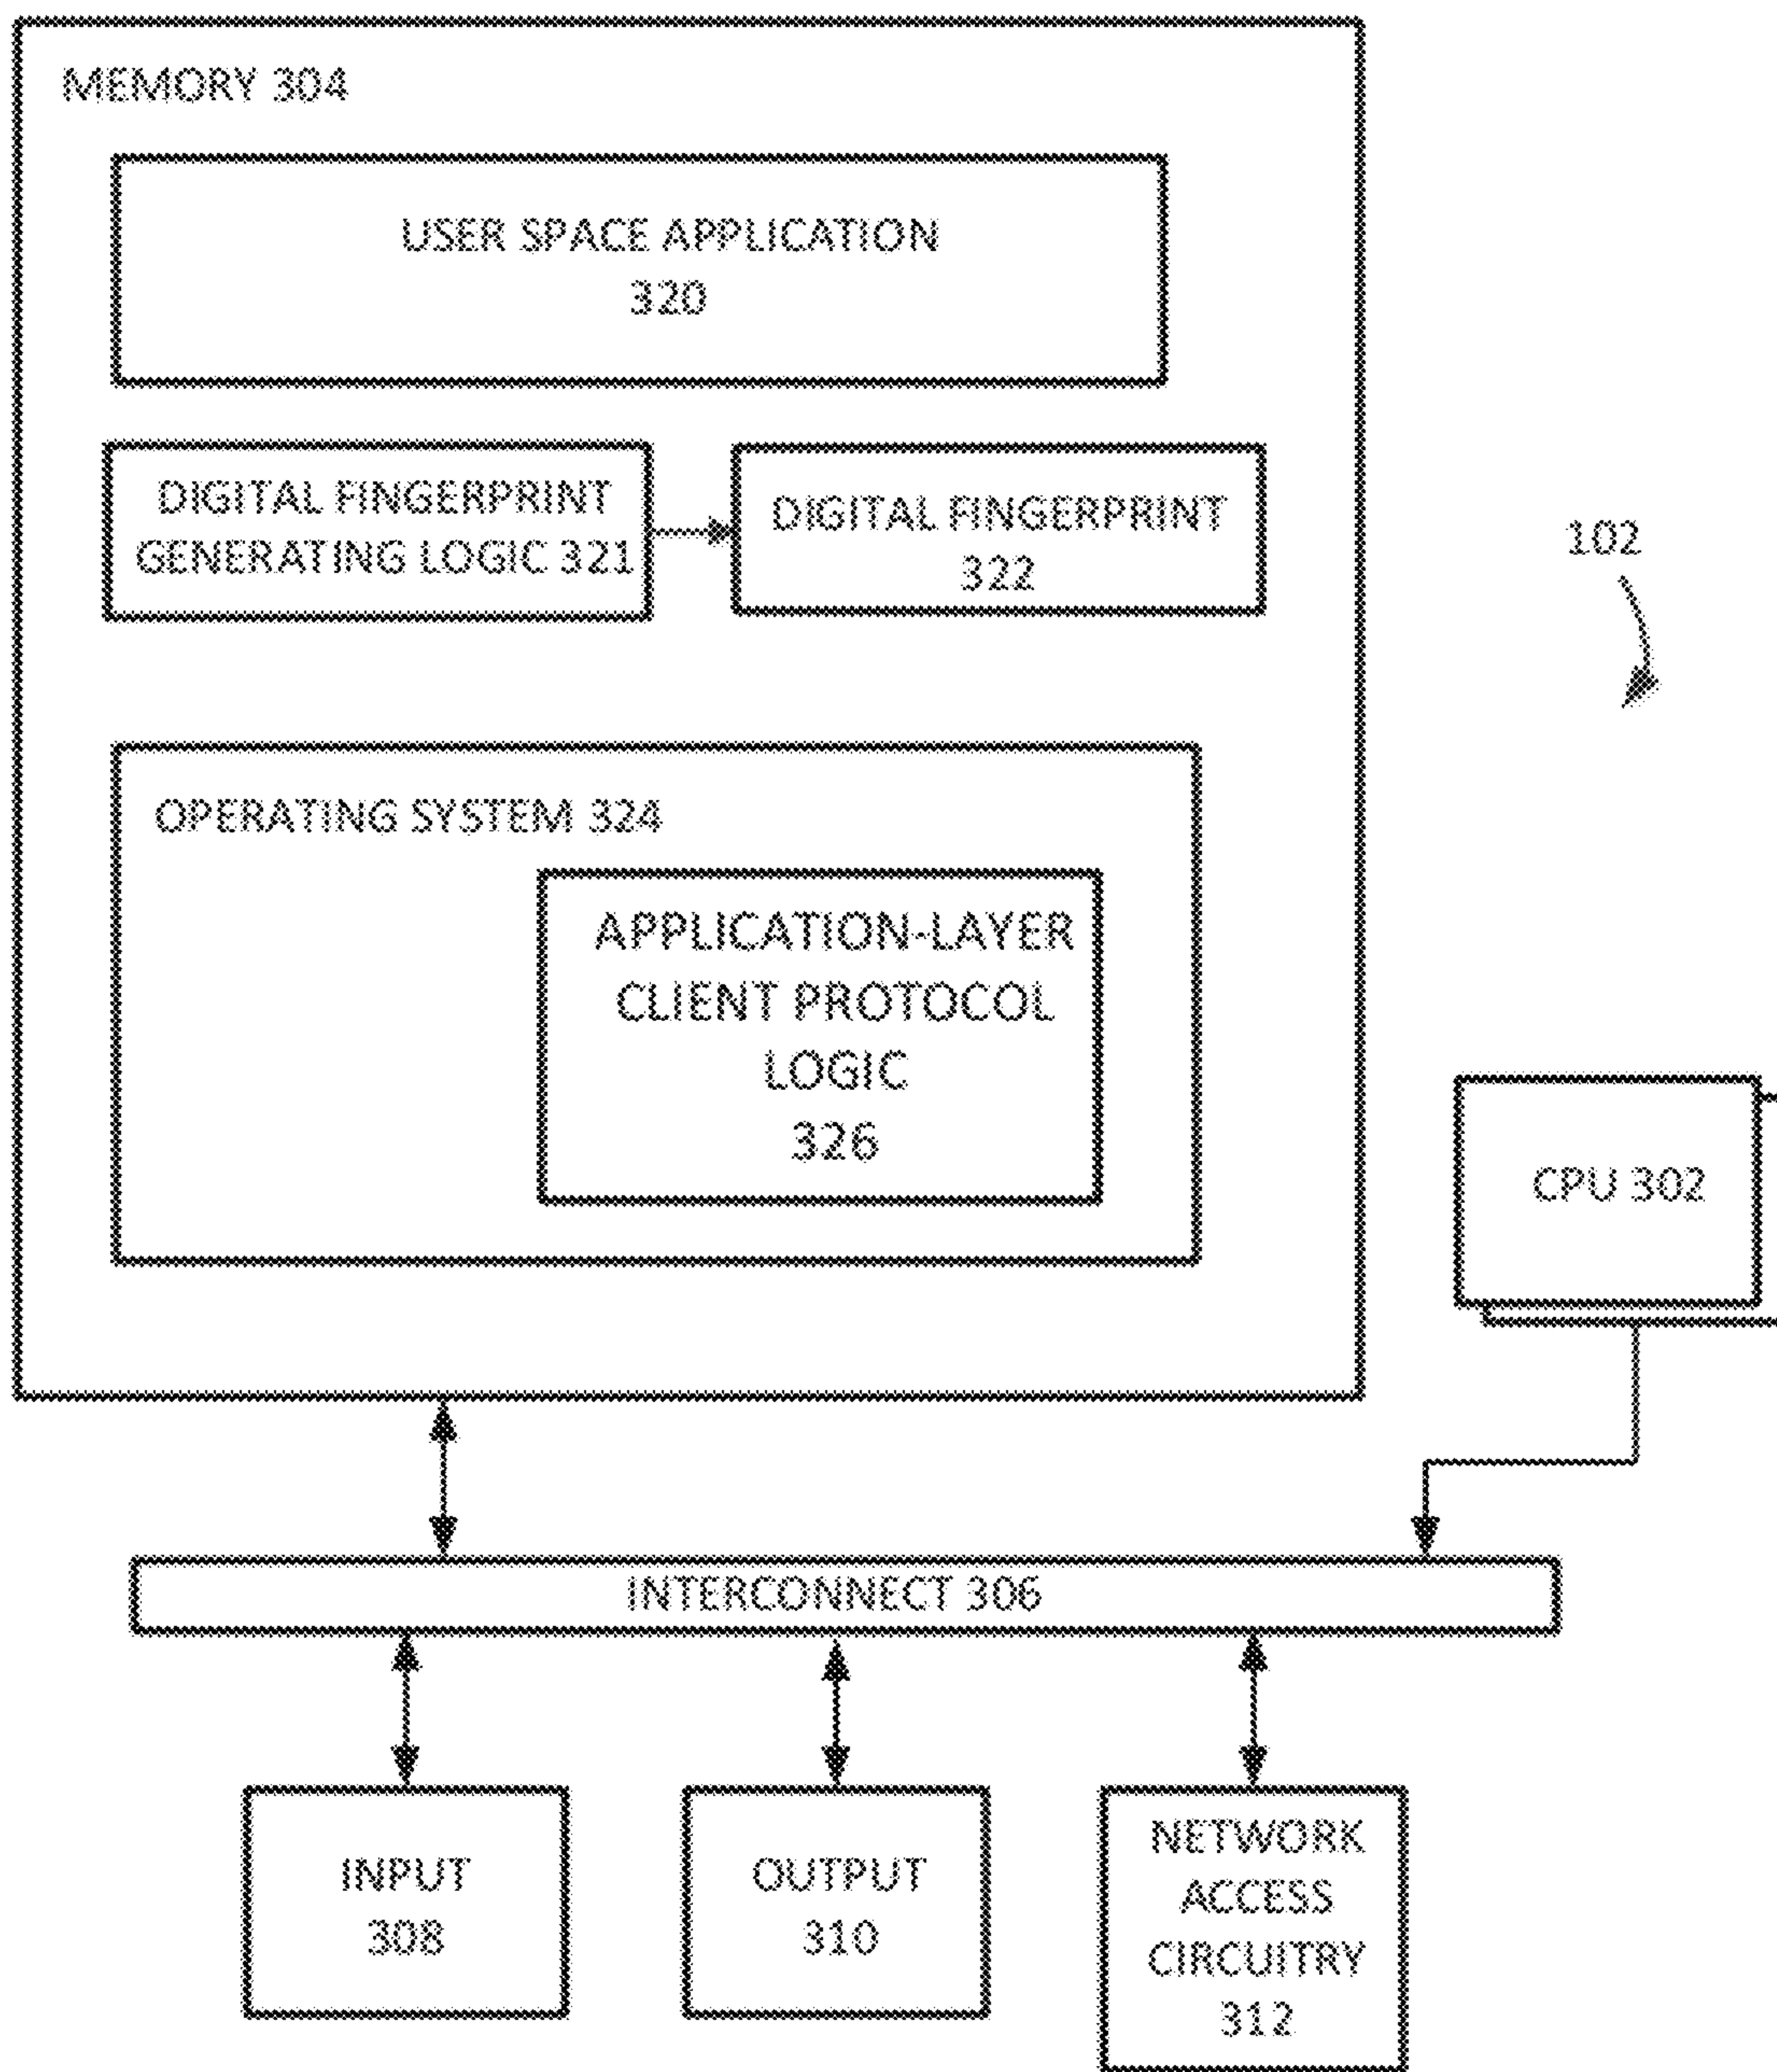 MEMORY 304
USER SPACE APPLICATION
320
DIGITAL FINGERPRINT
GENERATING LOGIC 321
DIGITAL FINGERPRINT
322
102
OPERATING SYSTEM 324
APPLICATION-LAYER
CLIENT PROTOCOL
LOGIC
326
CPU 302
INTERCONNECT 306
INPUT
308
OUTPUT
310
NETWORK
ACCESS
CIRCUITRY
312